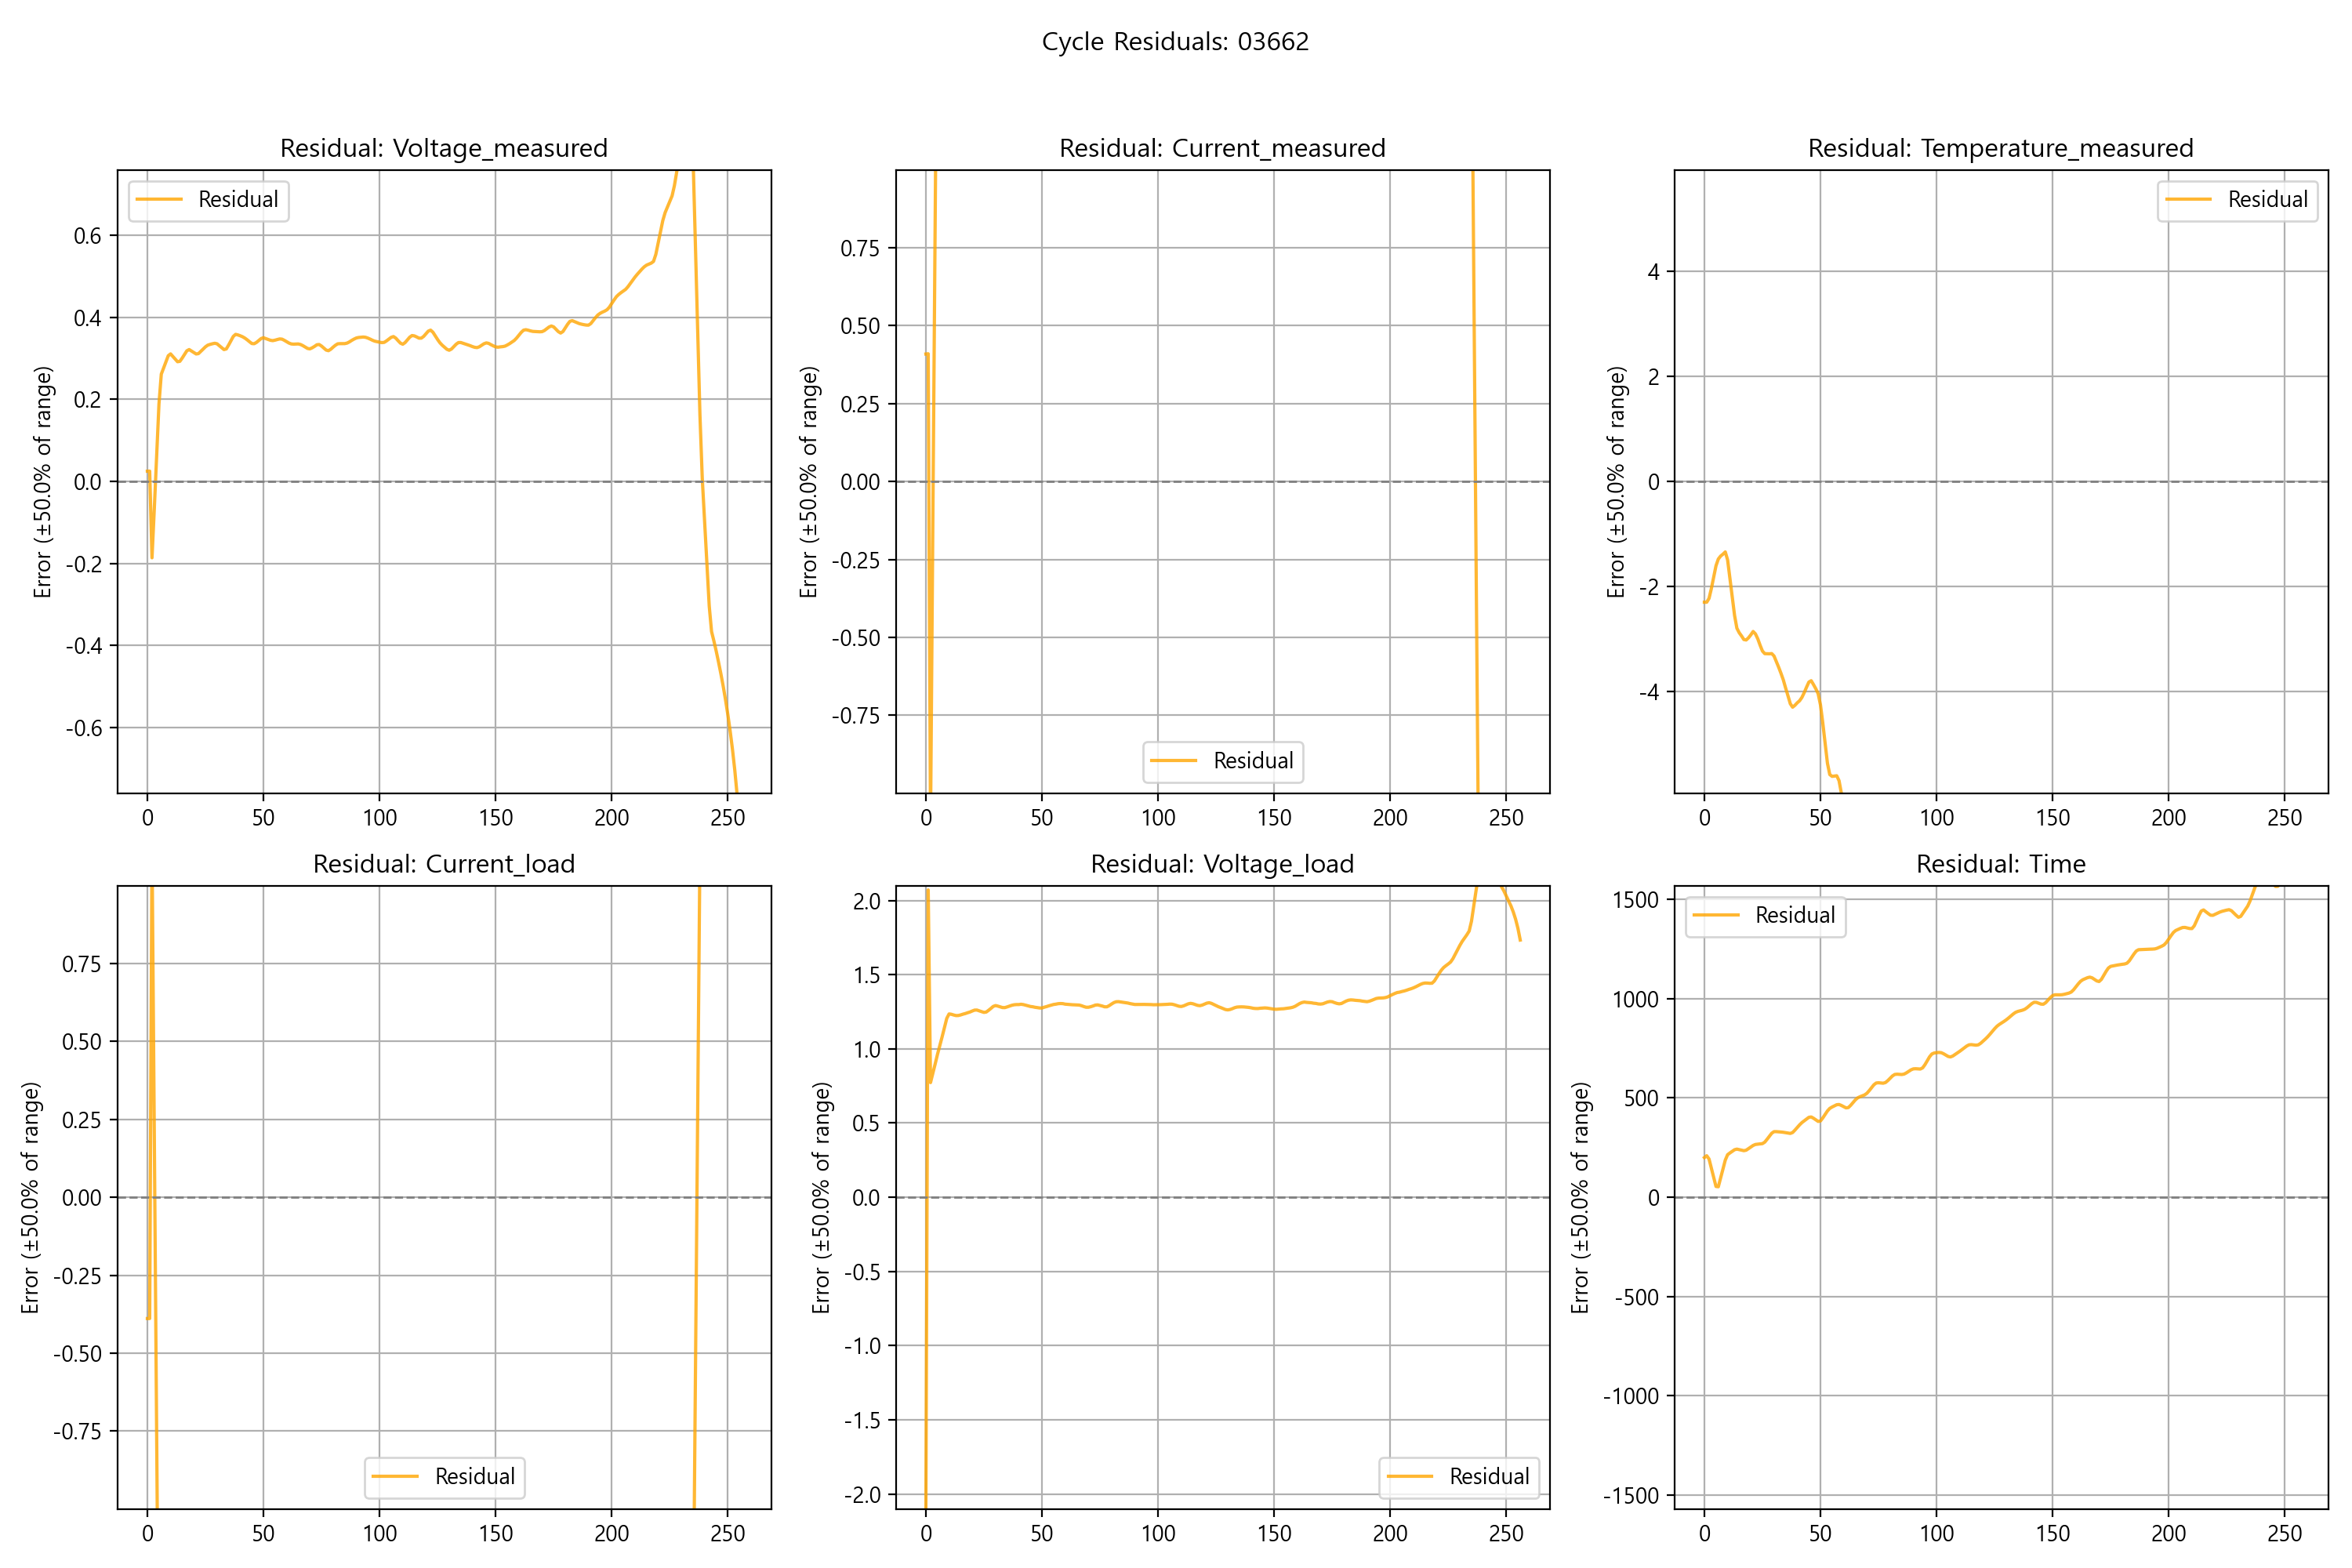 Cycle Residuals: 03662
Residual: Voltage_measured
Error (±50.0% of range)
0.6
0.4
0.2
0.0
-0.2
-0.4
-0.6
0 50 100 150 200 250
Residual
Residual: Current_measured
Error (±50.0% of range)
0.75
0.50
0.25
0.00
-0.25
-0.50
-0.75
0 50 100 150 200 250
Residual
Residual: Temperature_measured
Error (±50.0% of range)
4
2
0
-2
-4
0 50 100 150 200 250
Residual
Residual: Current_load
Error (±50.0% of range)
0.75
0.50
0.25
0.00
-0.25
-0.50
-0.75
0 50 100 150 200 250
Residual
Residual: Voltage_load
Error (±50.0% of range)
2.0
1.5
1.0
0.5
0.0
-0.5
-1.0
-1.5
-2.0
0 50 100 150 200 250
Residual
Residual: Time
Error (±50.0% of range)
1500
1000
500
0
-500
-1000
-1500
0 50 100 150 200 250
Residual